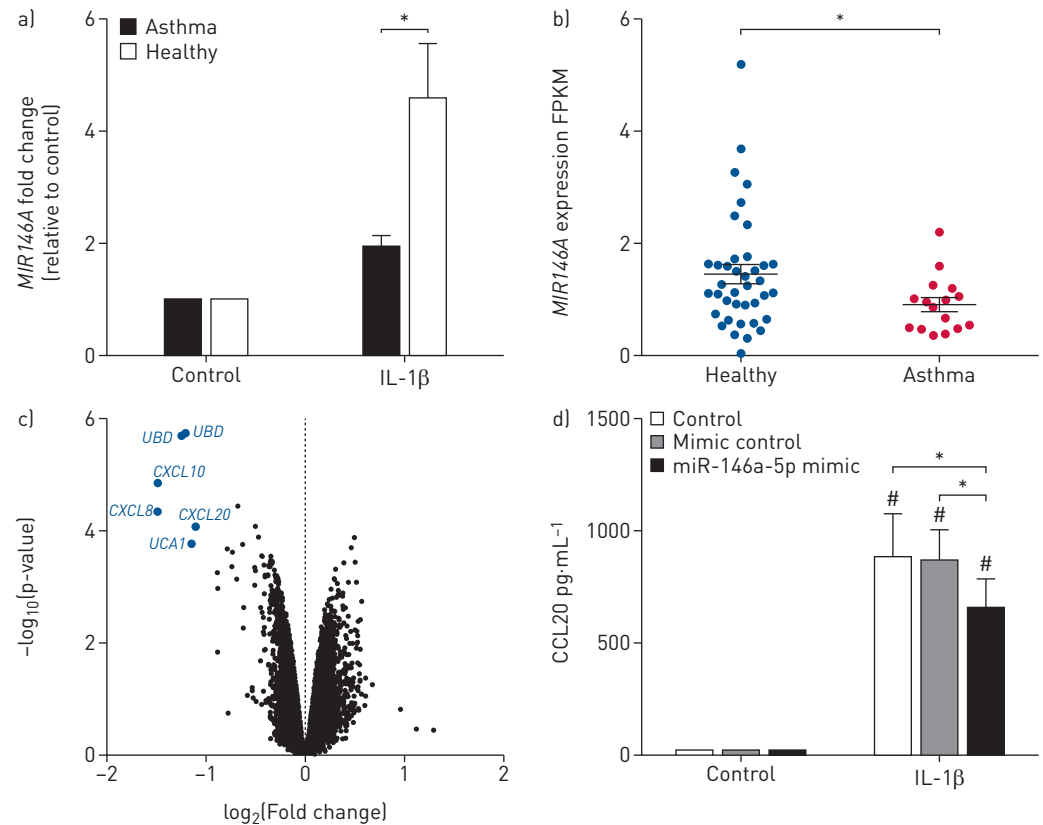 a)
Asthma
Healthy
*
6
4
2
0
MIR146A fold change
(relative to control)
Control
IL-1β
b)
*
6
4
2
0
MIR146A expression FPKM
Healthy
Asthma
c)
6
4
2
0
–log10(p-value)
UBD
UBD
CXCL10
CXCL8
CXCL20
UCA1
–2
–1
0
1
2
log2(Fold change)
d)
Control
Mimic control
miR-146a-5p mimic
*
*
#
#
#
1500
1000
500
0
CCL20 pg·mL–1
Control
IL-1β